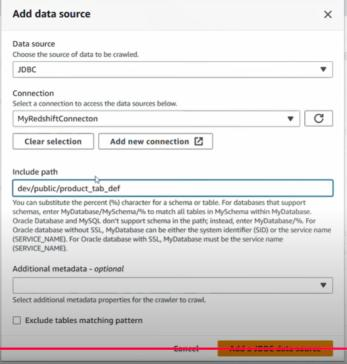 Add data source
Data source
Choose the source of data to be crawled.
JDBC
Connection
Select a connection to access the data sources below.
MyRedshiftConnecton
Clear selection
Add new connection
Include path
dev/public/product_tab_def
You can substitute the percent (%) character for a schema or table. For databases that support
schemas, enter MyDatabase/MySchema/% to match all tables in MySchema within MyDatabase.
Oracle Database and MySQL don't support schema in the path; instead, enter MyDatabase/%. For
Oracle database without SSL, MyDatabase can be either the system identifier (SID) or the service name
(SERVICE_NAME). For Oracle database with SSL, MyDatabase must be the service name
(SERVICE_NAME).
Additional metadata - optional
Select additional metadata properties for the crawler to crawl.
Exclude tables matching pattern
Cancel
Add a JDBC data source